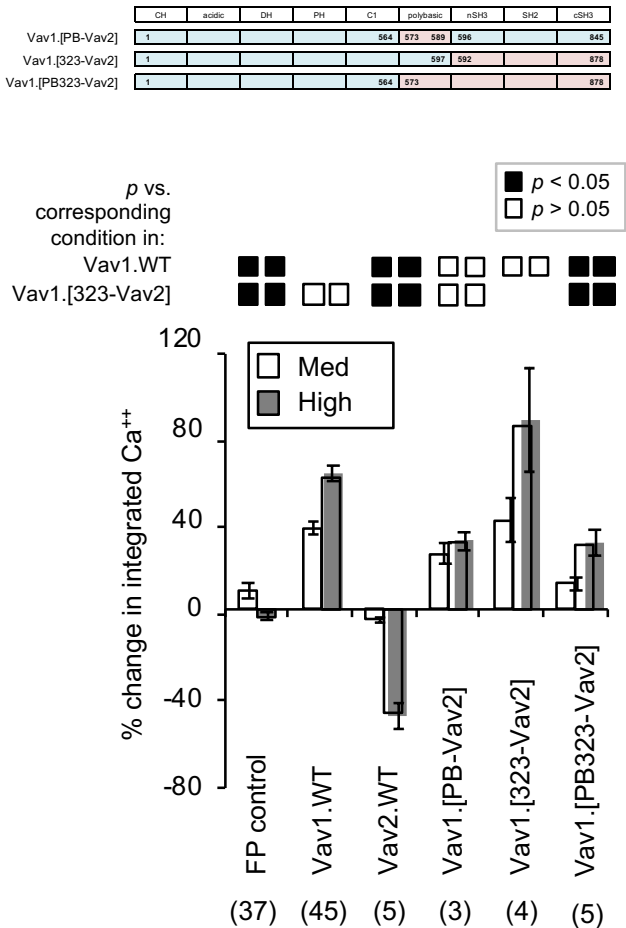 CH acidic DH PH C1 polybasic nSH3 SH2 cSH3
Vav1.[PB-Vav2] 1 564 573 589 596 845
Vav1.[323-Vav2] 1 597 592 878
Vav1.[PB323-Vav2] 1 564 573 878
p vs.
corresponding
condition in:
Vav1.WT
Vav1.[323-Vav2]
p < 0.05
p > 0.05
% change in integrated Ca++
120
80
40
0
-40
-80
Med
High
FP control
Vav1.WT
Vav2.WT
Vav1.[PB-Vav2]
Vav1.[323-Vav2]
Vav1.[PB323-Vav2]
(37) (45) (5) (3) (4) (5)